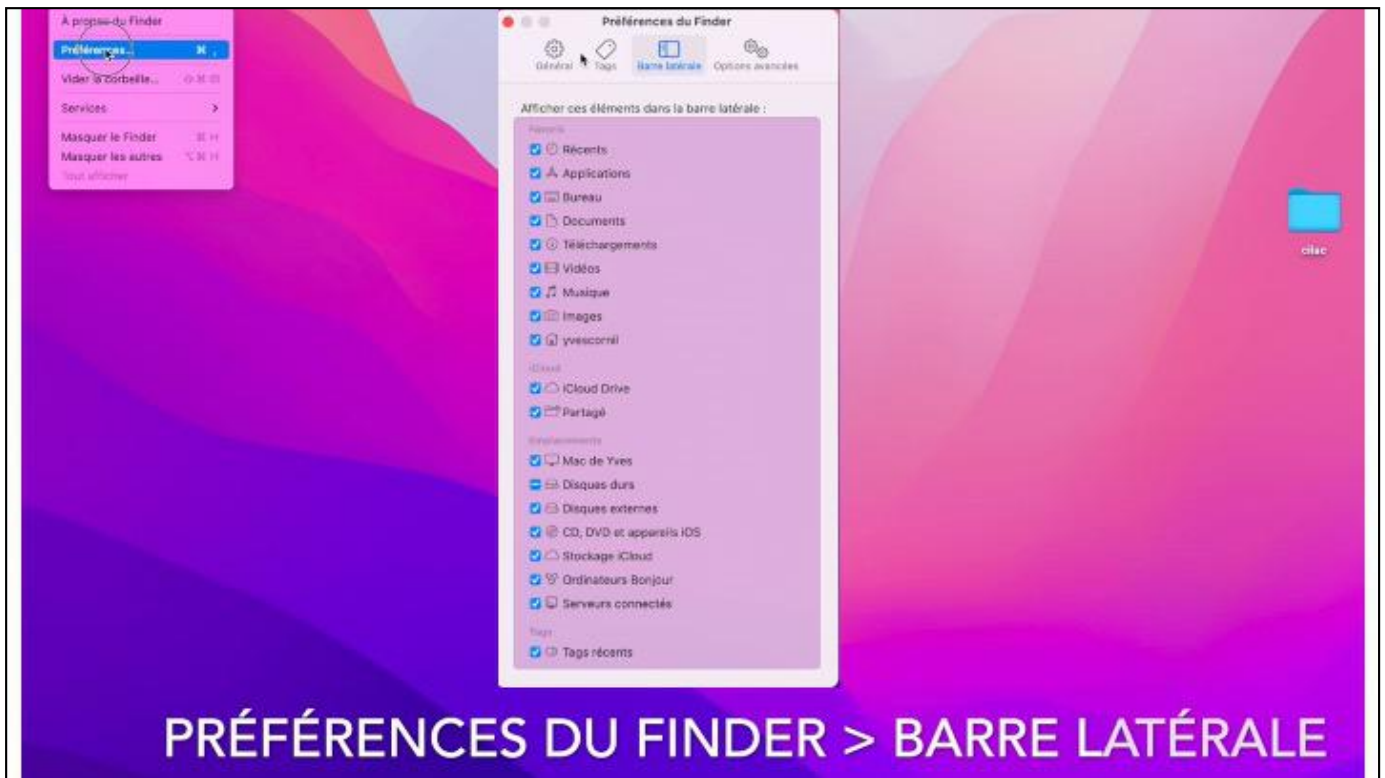 À propos du Finder
Préférences... ⌘ ,
Vider la corbeille... ⇧ ⌘ ⌫
Services >
Masquer le Finder ⌘ H
Masquer les autres ⌥ ⌘ H
Tout afficher
Préférences du Finder
Général Tags Barre latérale Options avancées
Afficher ces éléments dans la barre latérale :
Favoris
Récents
Applications
Bureau
Documents
Téléchargements
Vidéos
Musique
Images
yvescornil
iCloud
iCloud Drive
Partagé
Emplacements
Mac de Yves
Disques durs
Disques externes
CD, DVD et appareils iOS
Stockage iCloud
Ordinateurs Bonjour
Serveurs connectés
Tags
Tags récents
cilac
PRÉFÉRENCES DU FINDER > BARRE LATÉRALE